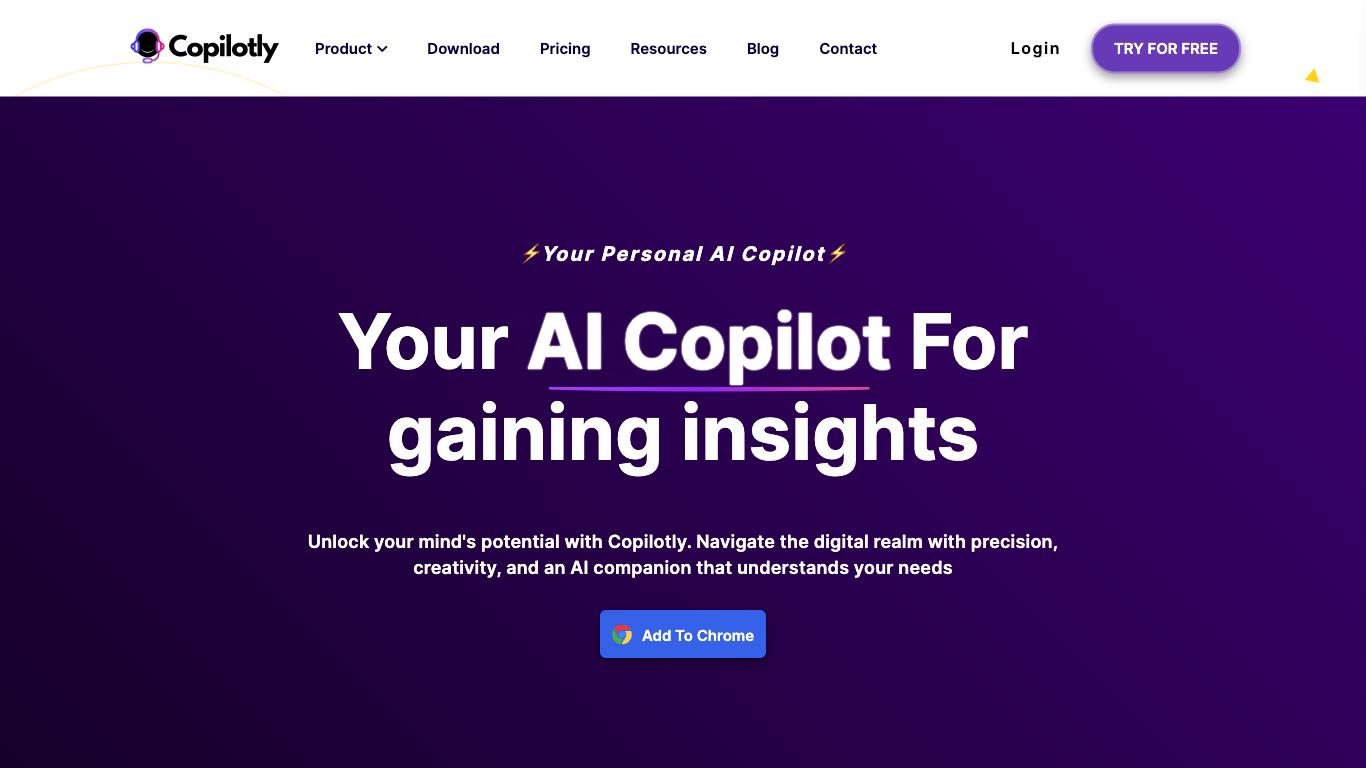 Copilotly
Product
Download
Pricing
Resources
Blog
Contact
Login
TRY FOR FREE
⚡Your Personal AI Copilot⚡
Your AI Copilot For
gaining insights
Unlock your mind's potential with Copilotly. Navigate the digital realm with precision,
creativity, and an AI companion that understands your needs
Add To Chrome